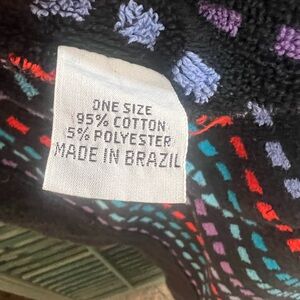 ONE SIZE
95% COTTON
5% POLYESTER
MADE IN BRAZIL